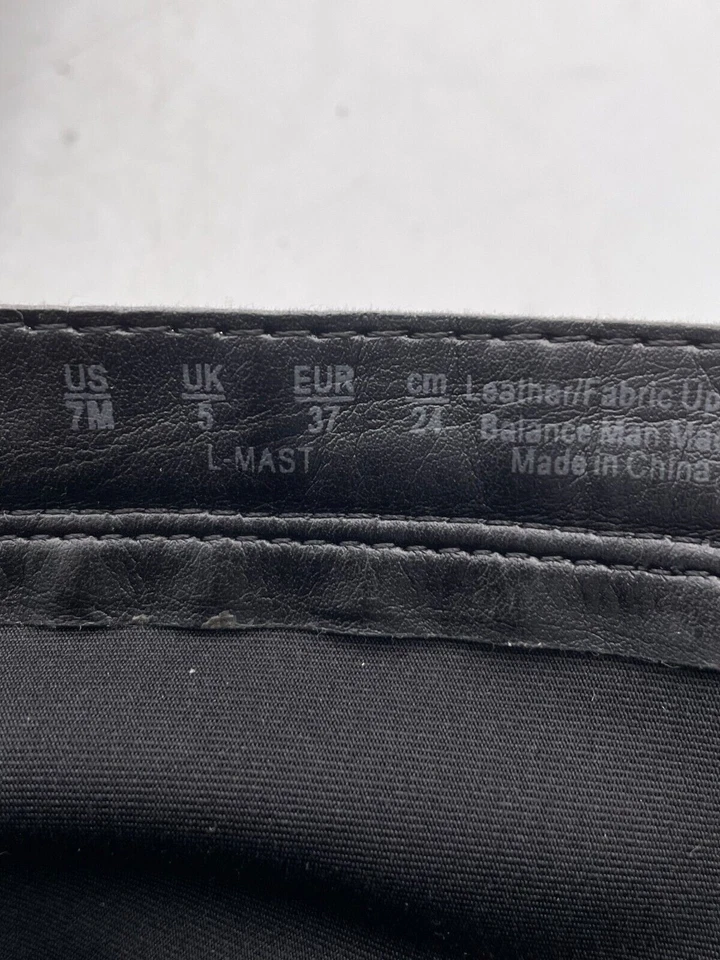 US UK EUR cm Leather/Fabric Up
7M 5 37 24 Balance Man Ma
L-MAST Made in China